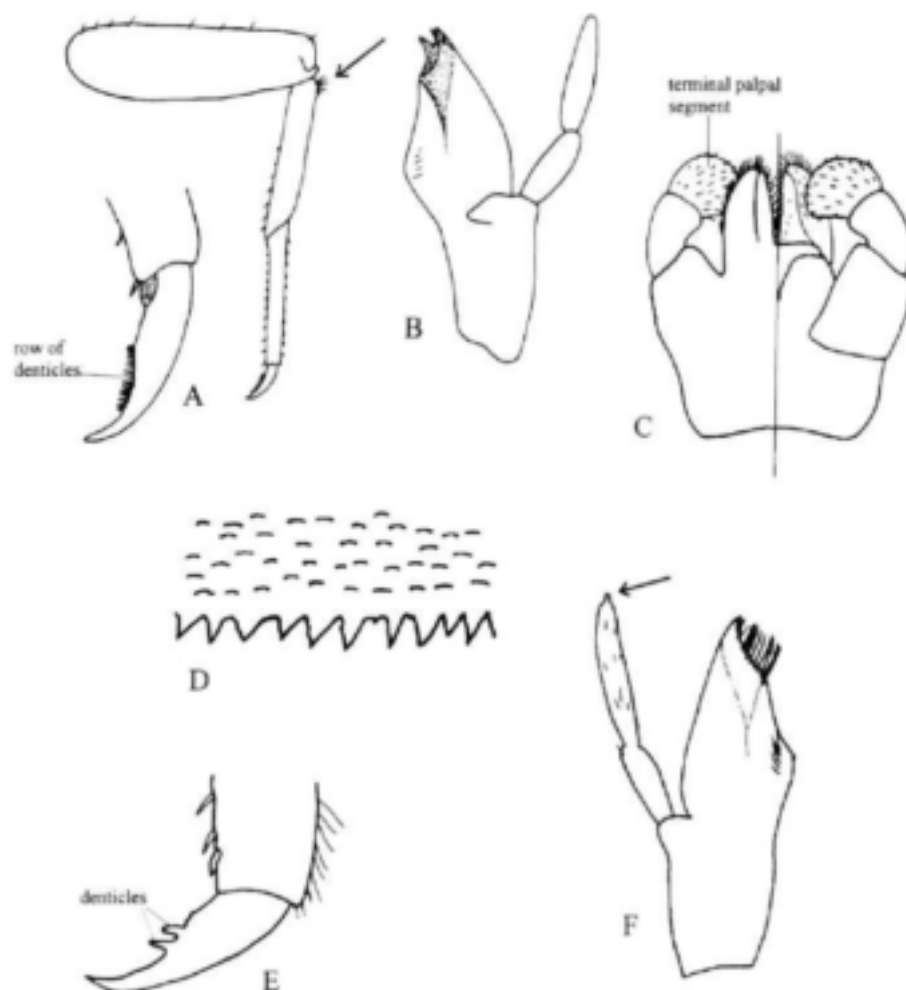 terminal palpal
segment
B
row of
denticles
A
C
D
denticles
E
F